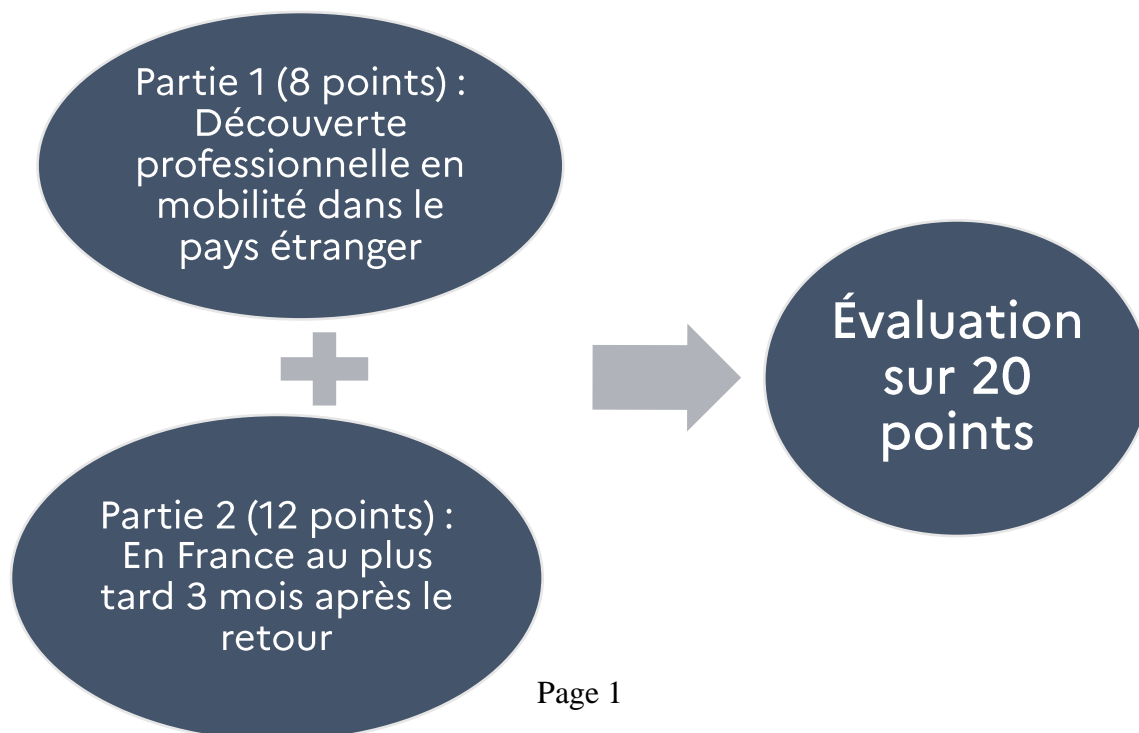 Partie 1 (8 points) :
Découverte
professionnelle en
mobilité dans le
pays étranger
Évaluation
sur 20
points
Partie 2 (12 points) :
En France au plus
tard 3 mois après le
retour
Page 1